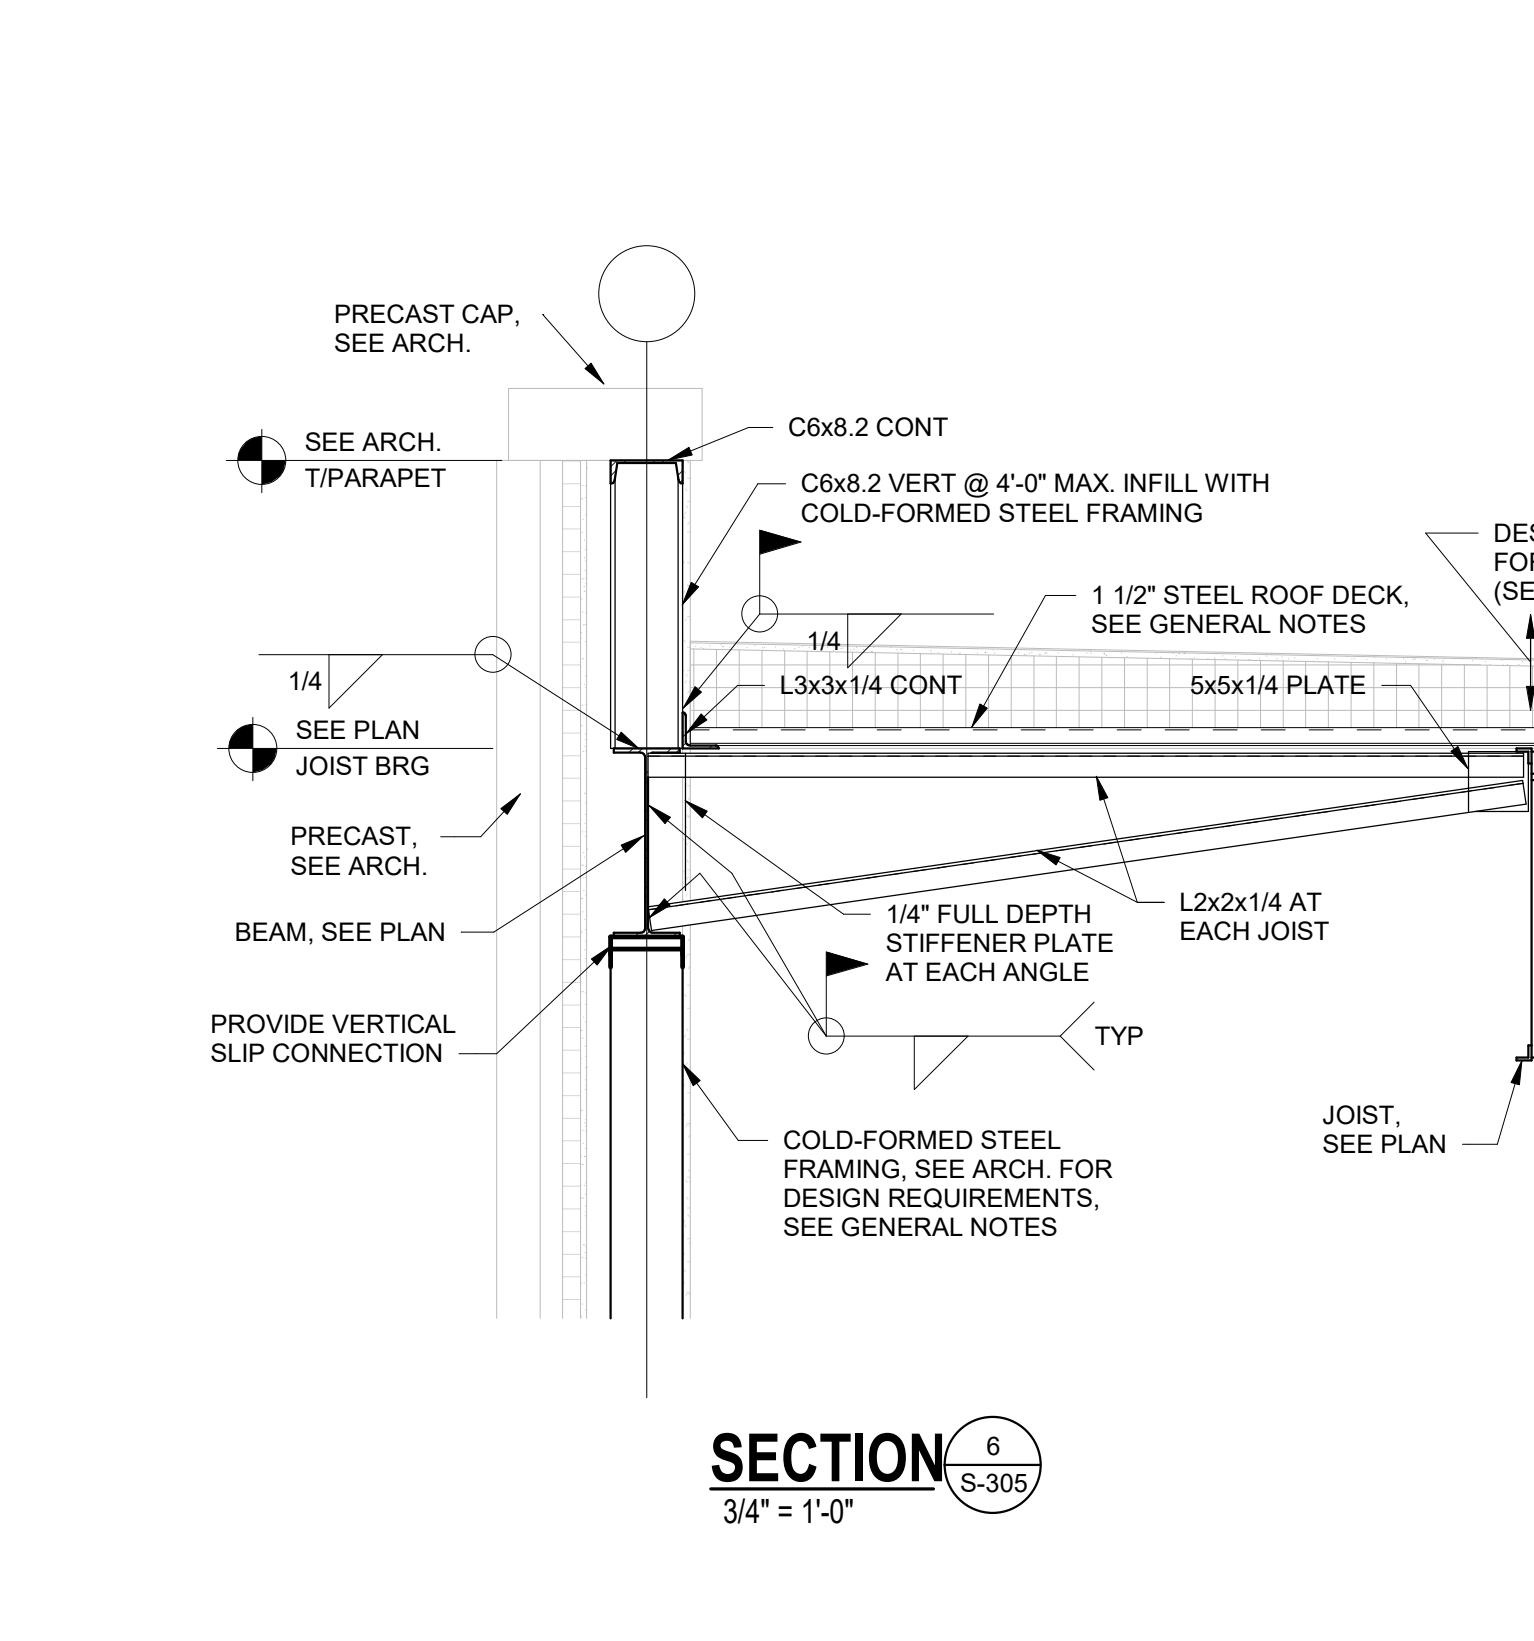 PRECAST CAP,
SEE ARCH.
C6x8.2 CONT
SEE ARCH.
T/PARAPET
C6x8.2 VERT @ 4'-0" MAX. INFILL WITH
COLD-FORMED STEEL FRAMING
1 1/2" STEEL ROOF DECK,
SEE GENERAL NOTES
1/4
1/4
L3x3x1/4 CONT
5x5x1/4 PLATE
SEE PLAN
JOIST BRG
PRECAST,
SEE ARCH.
BEAM, SEE PLAN
1/4" FULL DEPTH
STIFFENER PLATE
AT EACH ANGLE
L2x2x1/4 AT
EACH JOIST
PROVIDE VERTICAL
SLIP CONNECTION
TYP
COLD-FORMED STEEL
FRAMING, SEE ARCH. FOR
DESIGN REQUIREMENTS,
SEE GENERAL NOTES
JOIST,
SEE PLAN
SECTION
6
S-305
3/4" = 1'-0"